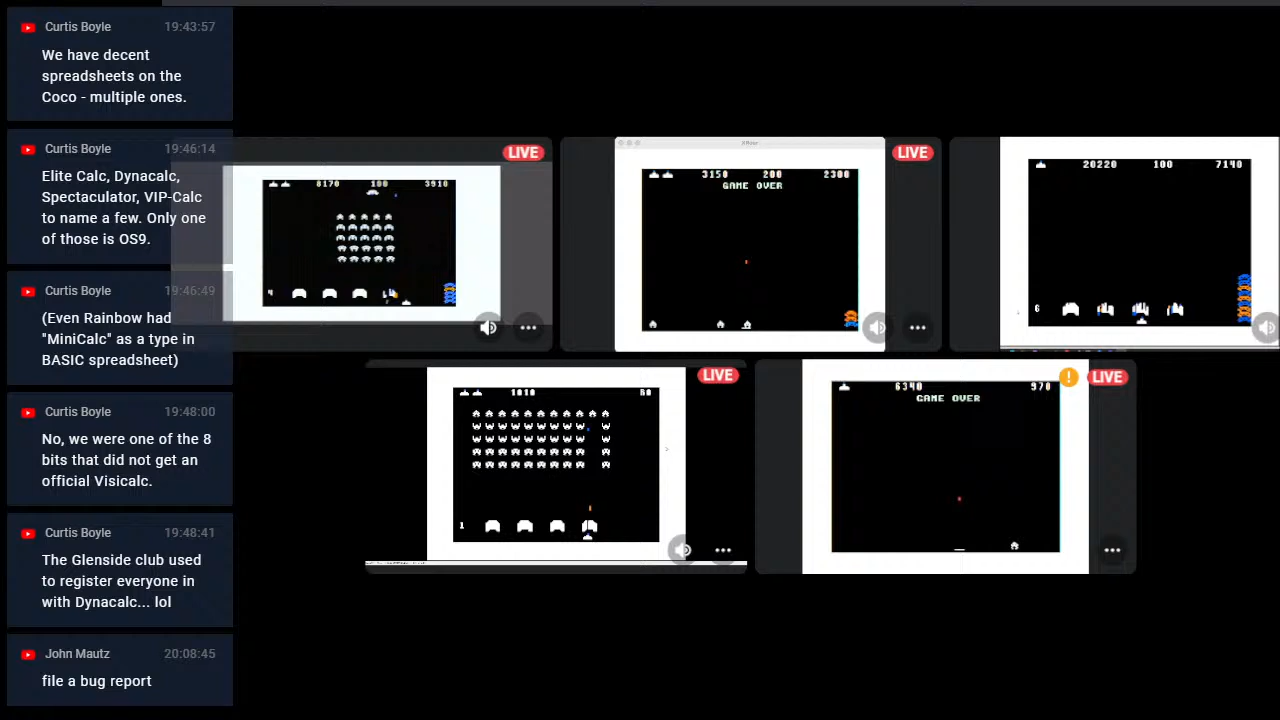 Curtis Boyle 19:43:57
We have decent
spreadsheets on the
Coco - multiple ones.
Curtis Boyle 19:46:14
Elite Calc, Dynacalc,
Spectaculator, VIP-Calc
to name a few. Only one
of those is OS9.
Curtis Boyle 19:46:49
(Even Rainbow had
"MiniCalc" as a type in
BASIC spreadsheet)
Curtis Boyle 19:48:00
No, we were one of the 8
bits that did not get an
official Visicalc.
Curtis Boyle 19:48:41
The Glenside club used
to register everyone in
with Dynacalc... lol
John Mautz 20:08:45
file a bug report
LIVE
8170 100 3910
4
XRoar
LIVE
3150 200 2300
GAME OVER
20220 100 7140
6
LIVE
1010 60
1
! LIVE
6340 970
GAME OVER